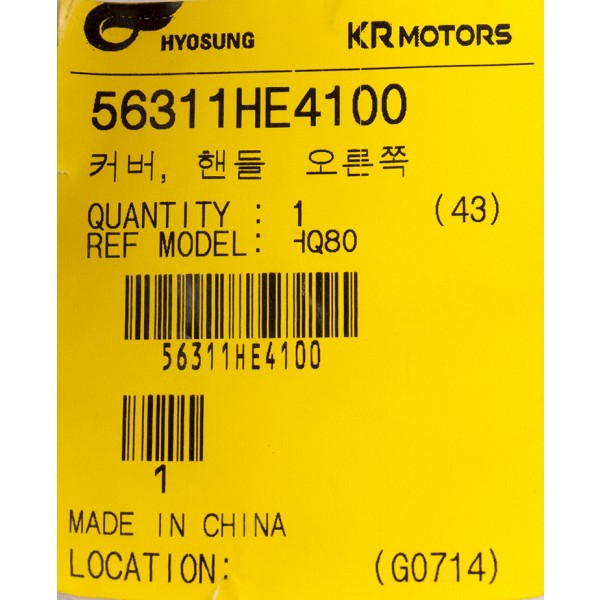 HYOSUNG KR MOTORS
56311HE4100
커버, 핸들 오른쪽
QUANTITY : 1 (43)
REF MODEL: HQ80
56311HE4100
1
MADE IN CHINA
LOCATION: (G0714)